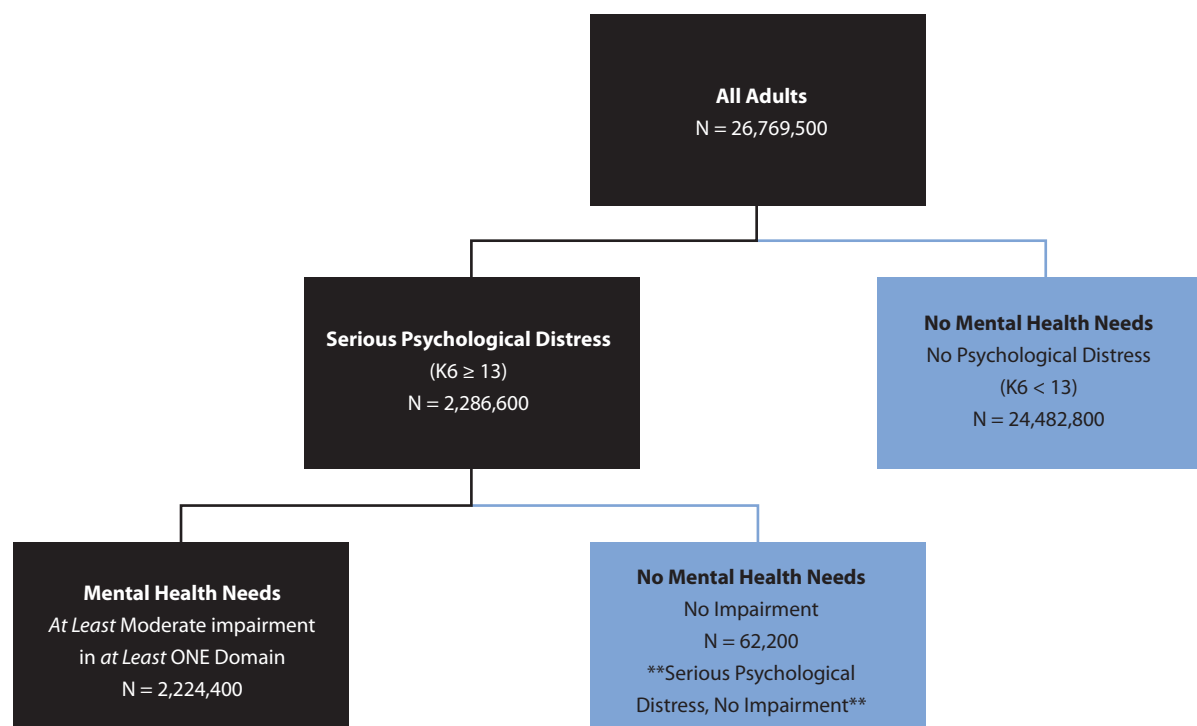 All Adults
N = 26,769,500
Serious Psychological Distress
(K6 ≥ 13)
N = 2,286,600
No Mental Health Needs
No Psychological Distress
(K6 < 13)
N = 24,482,800
Mental Health Needs
At Least Moderate impairment
in at Least ONE Domain
N = 2,224,400
No Mental Health Needs
No Impairment
N = 62,200
**Serious Psychological
Distress, No Impairment**